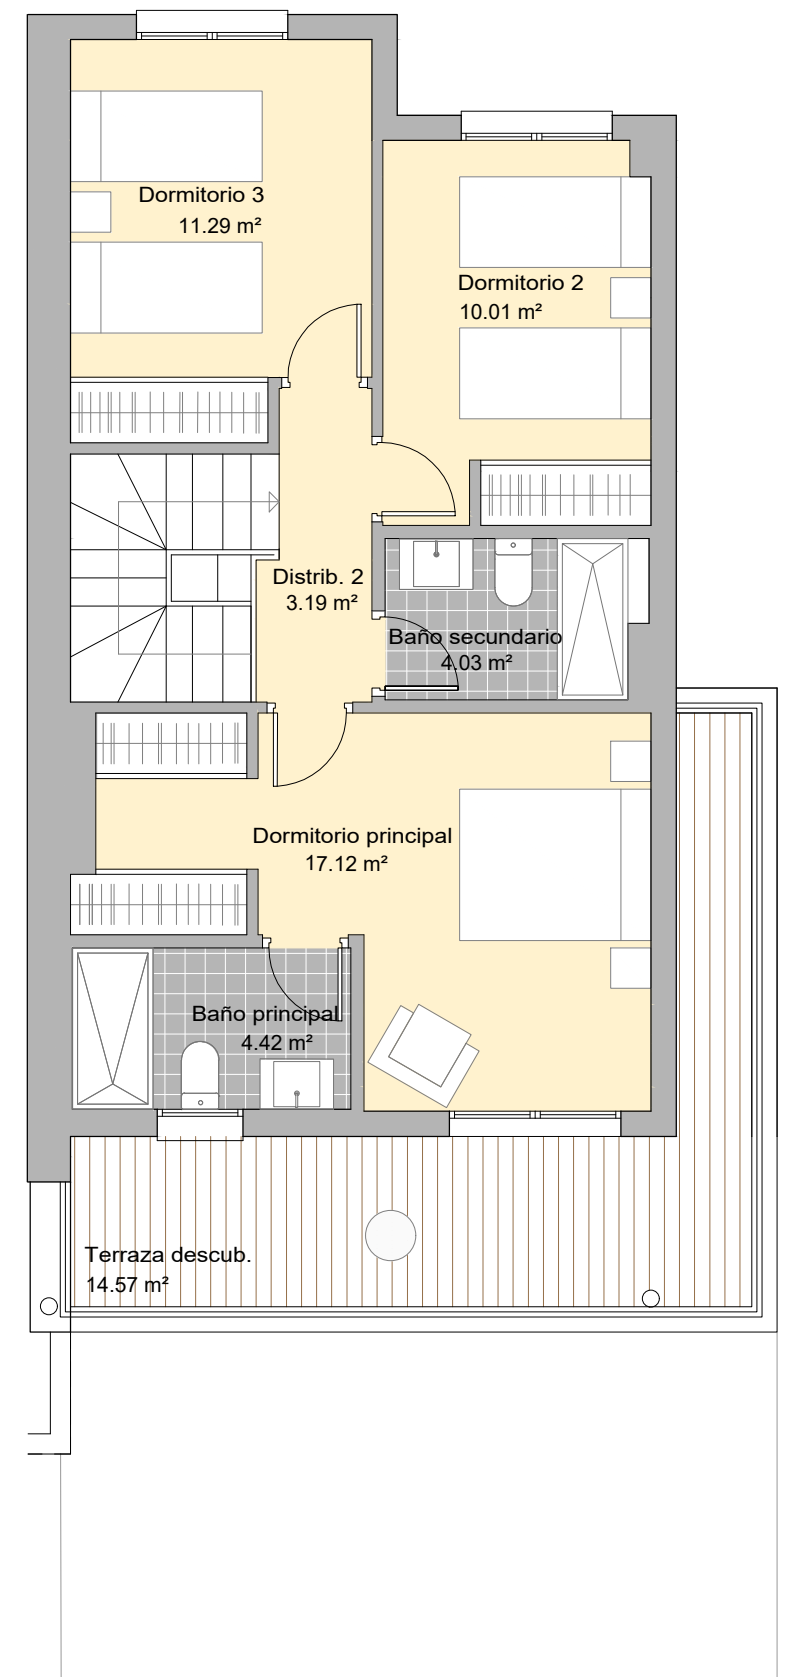 Dormitorio 3
11.29 m²
Dormitorio 2
10.01 m²
Distrib. 2
3.19 m²
Baño secundario
4.03 m²
Dormitorio principal
17.12 m²
Baño principal
4.42 m²
Terraza descub.
14.57 m²